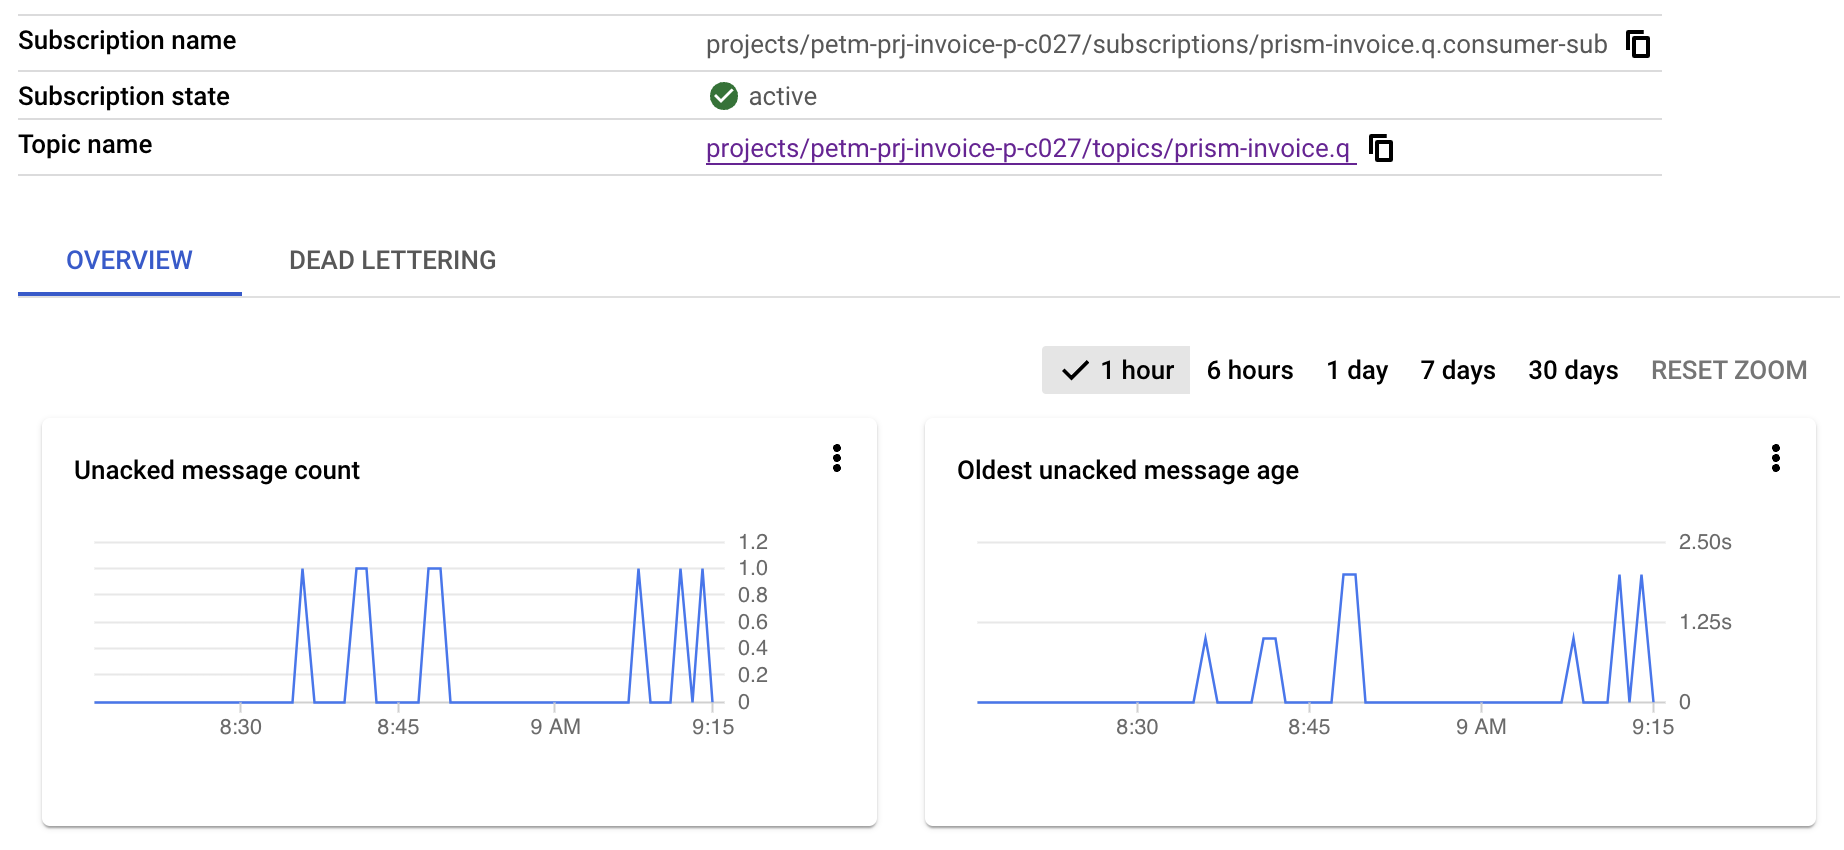 Subscription name
projects/petm-prj-invoice-p-c027/subscriptions/prism-invoice.q.consumer-sub
Subscription state
active
Topic name
projects/petm-prj-invoice-p-c027/topics/prism-invoice.q
OVERVIEW DEAD LETTERING
1 hour 6 hours 1 day 7 days 30 days RESET ZOOM
Unacked message count
1.2
1.0
0.8
0.6
0.4
0.2
0
8:30 8:45 9 AM 9:15
Oldest unacked message age
2.50s
1.25s
0
8:30 8:45 9 AM 9:15